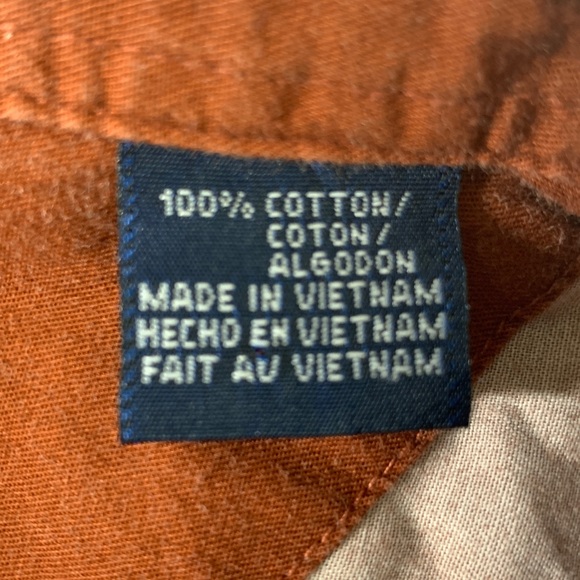 100% COTTON/
COTON/
ALGODON
MADE IN VIETNAM
HECHO EN VIETNAM
FAIT AU VIETNAM